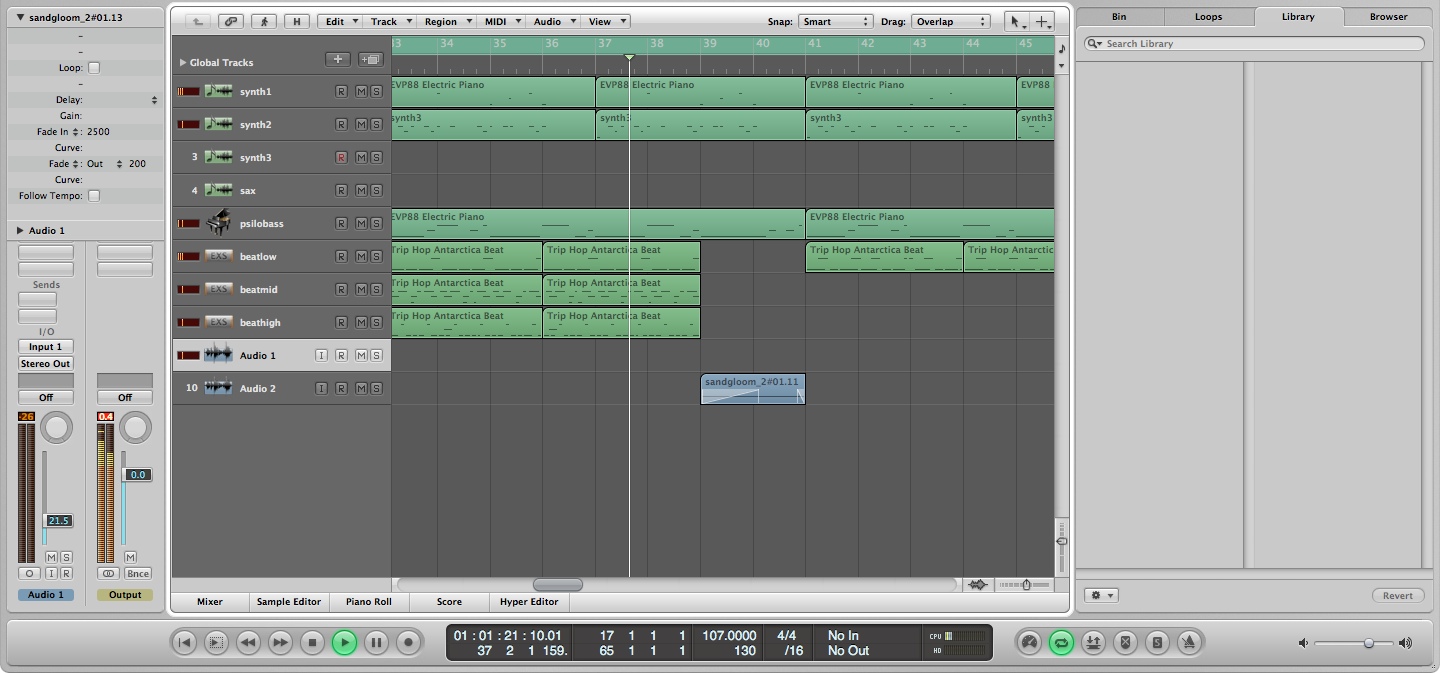 sandgloom_2#01.13
Loop:
Delay:
Gain:
Fade In : 2500
Curve:
Fade : Out 200
Curve:
Follow Tempo:
Audio 1
Sends
I/O
Input 1
Stereo Out
Off
Off
-26
0.4
0.0
21.5
M S
M
O I R
Bnce
Audio 1
Output
H
Edit
Track
Region
MIDI
Audio
View
Snap: Smart
Drag: Overlap
33 34 35 36 37 38 39 40 41 42 43 44 45
Global Tracks
synth1 R M S
EVP88 Electric Piano
EVP88 Electric Piano
EVP88 Electric Piano
EVP88
synth2 R M S
synth3
synth3
synth3
synth3
3 synth3 R M S
4 sax R M S
psilobass R M S
EVP88 Electric Piano
EVP88 Electric Piano
EXS beatlow R M S
Trip Hop Antarctica Beat
Trip Hop Antarctica Beat
Trip Hop Antarctica Beat
Trip Hop Antarctic
EXS beatmid R M S
Trip Hop Antarctica Beat
Trip Hop Antarctica Beat
EXS beathigh R M S
Trip Hop Antarctica Beat
Trip Hop Antarctica Beat
Audio 1 I R M S
10 Audio 2 I R M S
sandgloom_2#01.11
Mixer
Sample Editor
Piano Roll
Score
Hyper Editor
Bin
Loops
Library
Browser
Search Library
Revert
01 : 01 : 21 : 10.01
37 2 1 159.
17 1 1 1
65 1 1 1
107.0000
130
4/4
/16
No In
No Out
CPU
HD
S